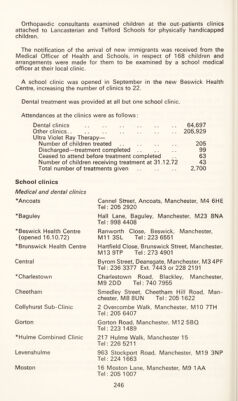 Orthopaedic consultants examined children at the out-patients clinics
attached to Lancasterian and Telford Schools for physically handicapped
children.
The notification of the arrival of new immigrants was received from the
Medical Officer of Health and Schools, in respect of 168 children and
arrangements were made for them to be examined by a school medical
officer at their local clinic.
A school clinic was opened in September in the new Beswick Health
Centre, increasing the number of clinics to 22.
Dental treatment was provided at all but one school clinic.
Attendances at the clinics were as follows:
Dental clinics .. .. .. .. .. 64,697
Other clinics .. .. .. .. .. 206,929
Ultra Violet Ray Therapy—
Number of children treated .. .. .. 205
Discharged—treatment completed .. .. .. 99
Ceased to attend before treatment completed .. 63
Number of children receiving treatment at 31.12.72 43
Total number of treatments given .. .. 2,700
School clinics
Medical and dental clinics
*Ancoats Cannel Street, Ancoats, Manchester, M4 6HE
Tel: 205 2920
*Baguley Hall Lane, Baguley, Manchester, M23 8NA
Tel: 998 4408
*Beswick Health Centre Ranworth Close, Beswick, Manchester,
(opened 16.10.72) M11 3SL Tel: 223 6551
*Brunswick Health Centre Hartfield Close, Brunswick Street, Manchester,
M13 9TP Tel: 273 4901
Central Byrom Street, Deansgate, Manchester, M3 4PF
Tel: 236 3377 Ext. 7443 or 228 2191
*Charlestown Charlestown Road, Blackley, Manchester,
M9 2DD Tel: 740 7955
Cheetham Smedley Street, Cheetham Hill Road, Man-
chester, M8 8UN Tel: 205 1622
Collyhurst Sub-Clinic 2 Overcombe Walk, Manchester, M10 7TH
Tel: 205 6407
Gorton Gorton Road, Manchester, M12 5BQ
Tel: 223 1489
*Hulme Combined Clinic 217 Hulme Walk, Manchester 15
Tel: 226 5211
Levenshulme 963 Stockport Road, Manchester, M19 3NP
Tel: 224 1663
Moston 16 Moston Lane, Manchester, M9 1AA
Tel: 205 1007
246